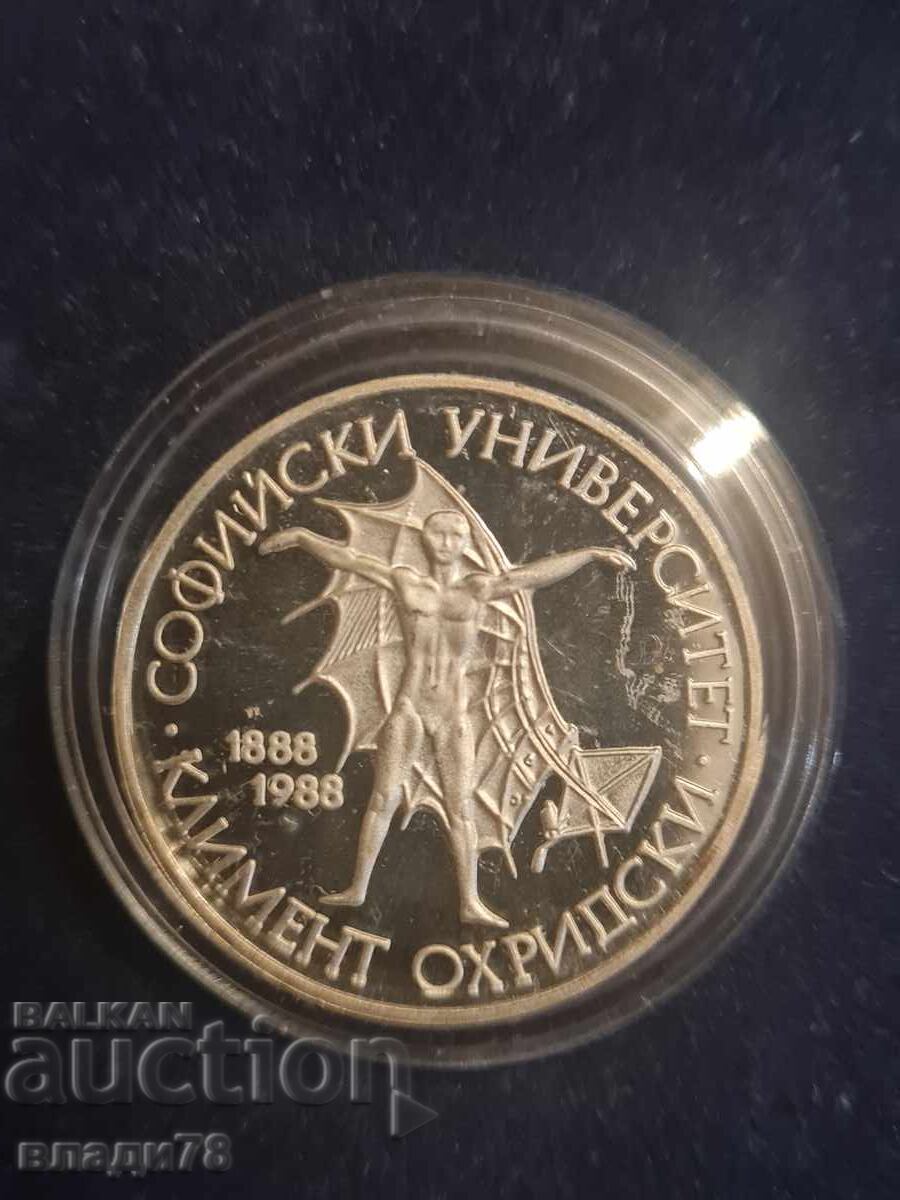 СОФИЙСКИ УНИВЕРСИТЕТ
· КЛИМЕНТ ОХРИДСКИ ·
1888
1988
BALKAN
auction
влади78